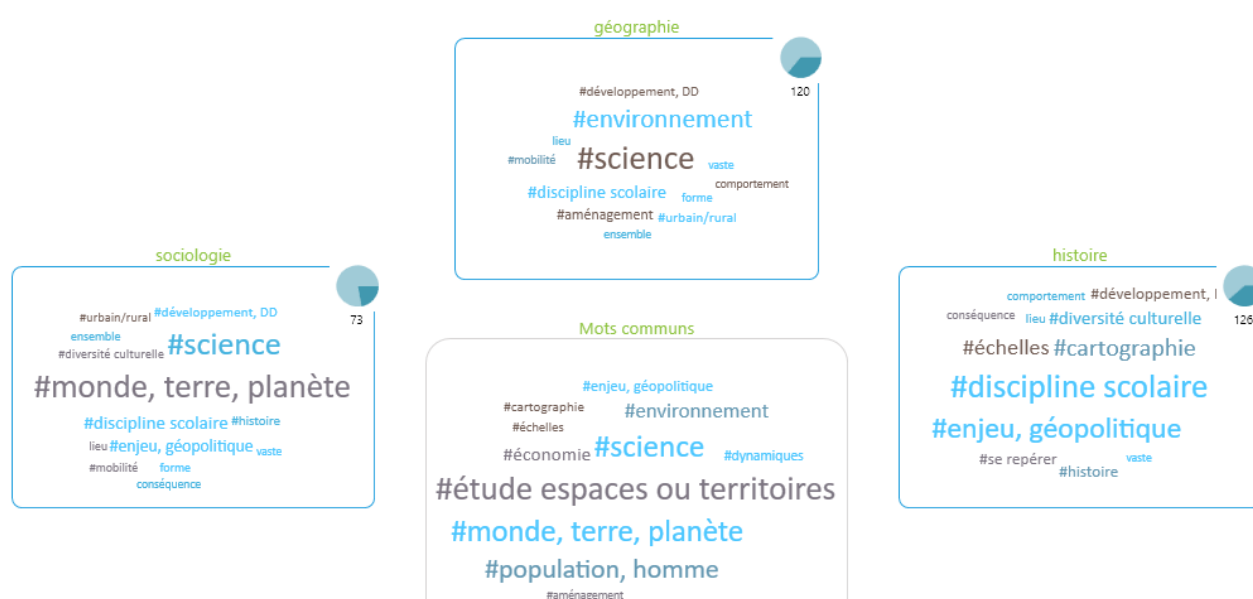 géographie
120
#développement, DD
#environnement
lieu
#mobilité #science vaste
comportement
#discipline scolaire forme
#aménagement #urbain/rural
ensemble
sociologie
73
#urbain/rural #développement, DD
ensemble
#diversité culturelle #science
#monde, terre, planète
#discipline scolaire #histoire
lieu #enjeu, géopolitique vaste
#mobilité forme
conséquence
histoire
126
comportement #développement,
conséquence lieu #diversité culturelle
#échelles #cartographie
#discipline scolaire
#enjeu, géopolitique
#se repérer vaste
#histoire
Mots communs
#enjeu, géopolitique
#cartographie #environnement
#échelles
#économie #science #dynamiques
#étude espaces ou territoires
#monde, terre, planète
#population, homme
#aménagement